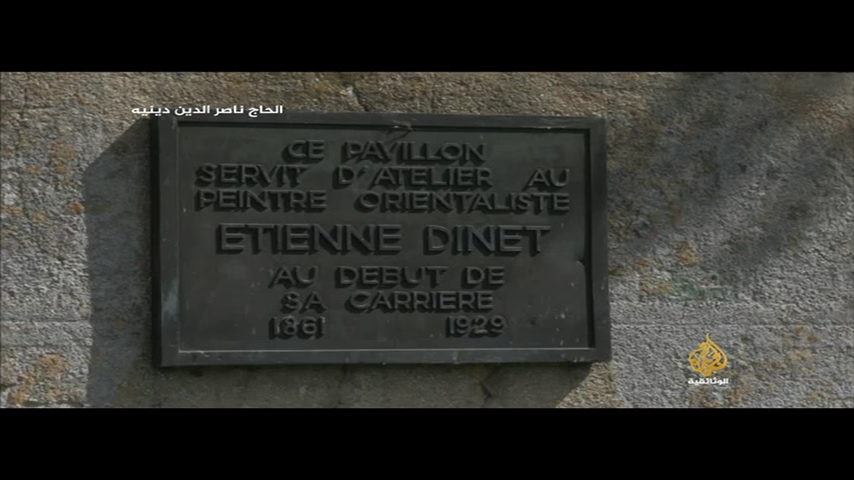 الحاج ناصر الدين دينيه
CE PAVILLON
SERVIT D'ATELIER AU
PEINTRE ORIENTALISTE
ETIENNE DINET
AU DEBUT DE
SA CARRIERE
1861 1929
الوثائقية